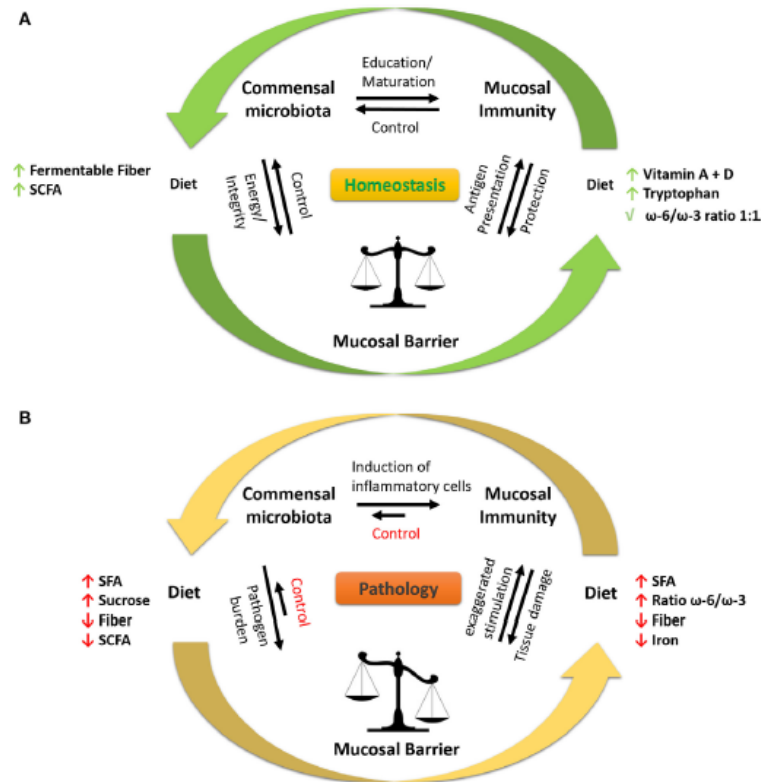 A
Education/
Maturation
Commensal
microbiota
Mucosal
Immunity
Control
↑ Fermentable Fiber
↑ SCFA
Diet
Energy/
Integrity
Control
Homeostasis
Antigen
Presentation
Protection
Diet
↑ Vitamin A + D
↑ Tryptophan
√ ω-6/ω-3 ratio 1:1
Mucosal Barrier
B
Induction of
inflammatory cells
Commensal
microbiota
Mucosal
Immunity
Control
↑ SFA
↑ Sucrose
↓ Fiber
↓ SCFA
Diet
Pathogen
burden
Control
Pathology
exaggerated
stimulation
Tissue damage
Diet
↑ SFA
↑ Ratio ω-6/ω-3
↓ Fiber
↓ Iron
Mucosal Barrier